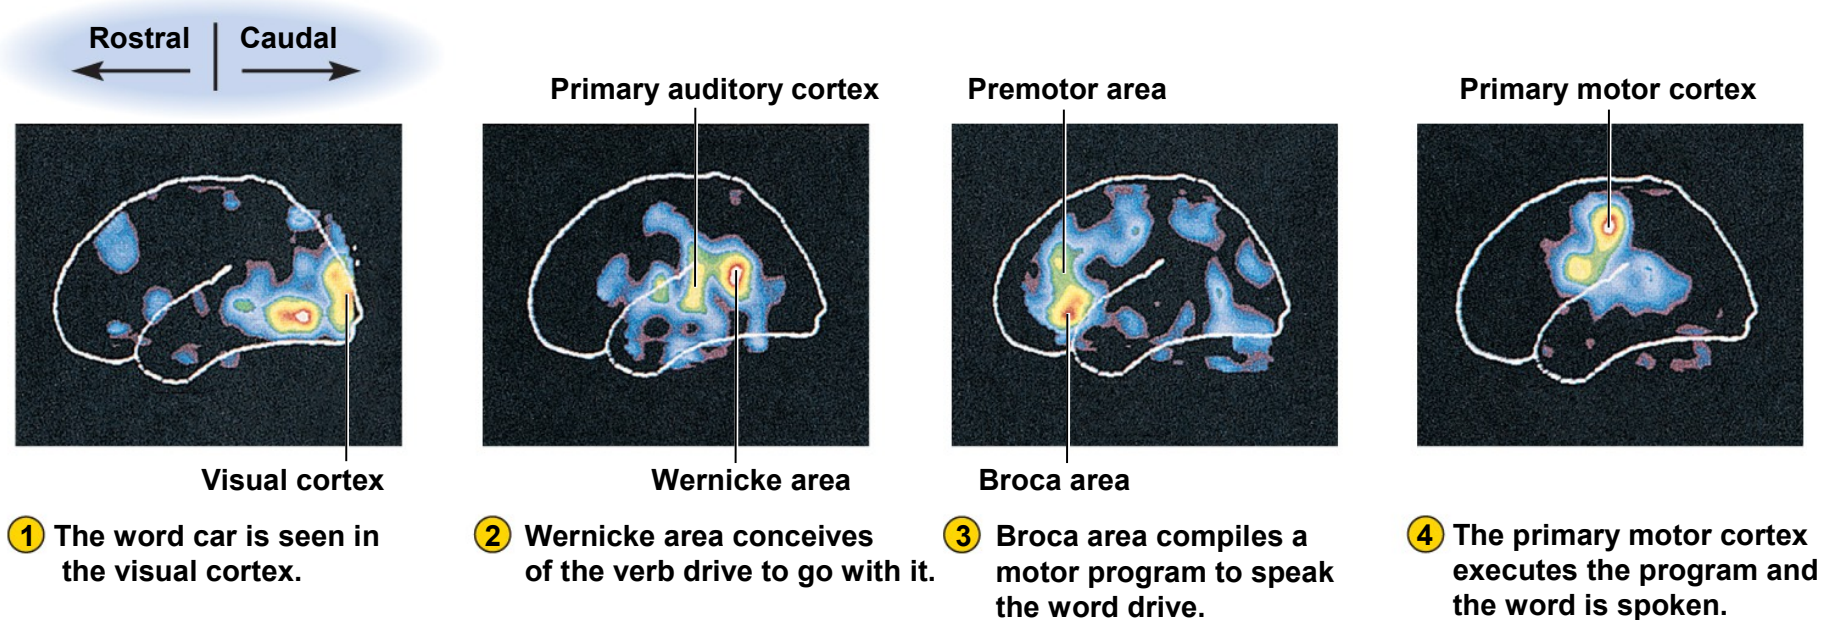 Rostral | Caudal
Primary auditory cortex
Premotor area
Primary motor cortex
Visual cortex
Wernicke area
Broca area
1 The word car is seen in
the visual cortex.
2 Wernicke area conceives
of the verb drive to go with it.
3 Broca area compiles a
motor program to speak
the word drive.
4 The primary motor cortex
executes the program and
the word is spoken.